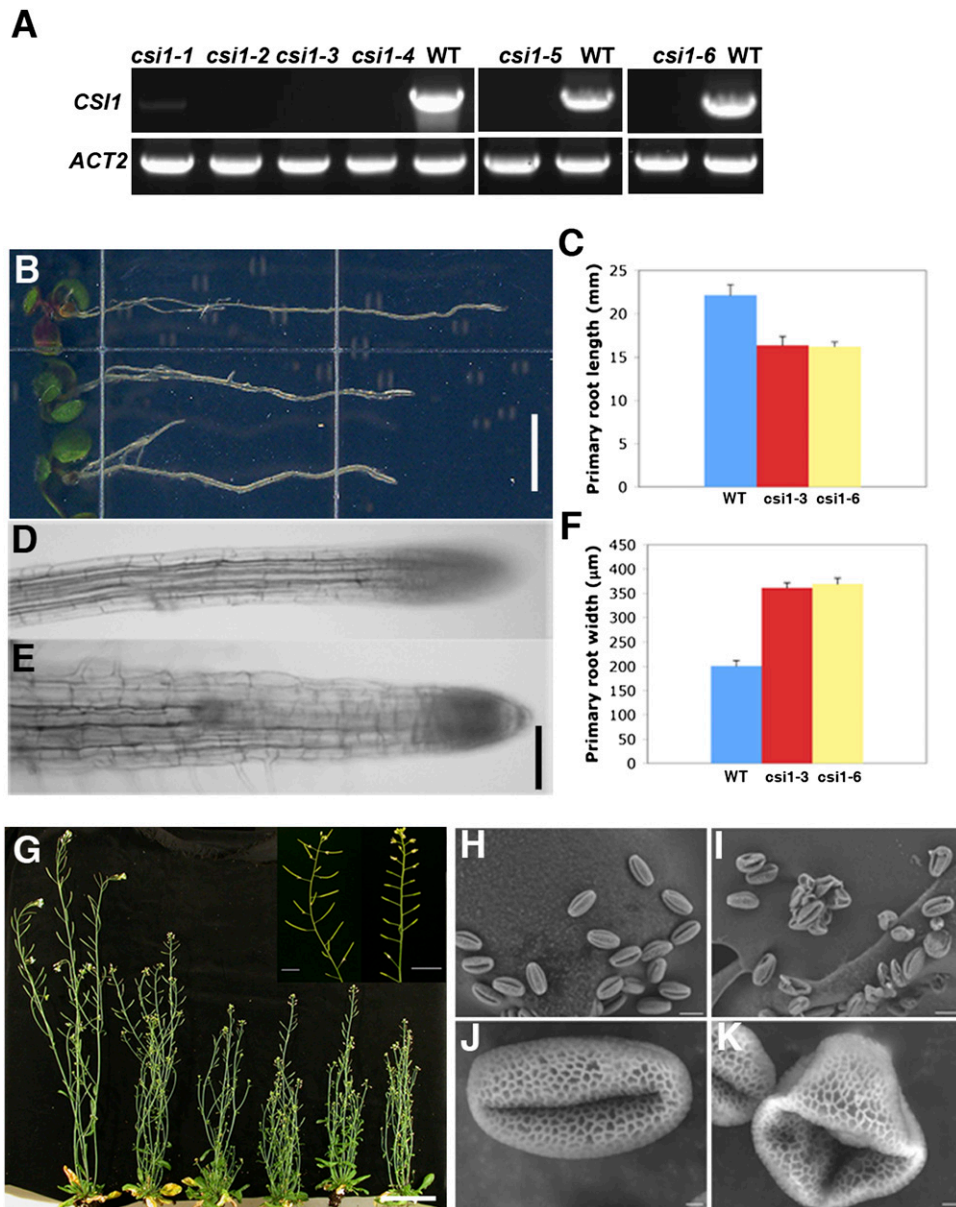 A
csi1-1 csi1-2 csi1-3 csi1-4 WT csi1-5 WT csi1-6 WT
CSI1
ACT2
B
C
Primary root length (mm)
25
20
15
10
5
0
WT csi1-3 csi1-6
D
E
F
Primary root width (μm)
450
400
350
300
250
200
150
100
50
0
WT csi1-3 csi1-6
G
H
I
J
K